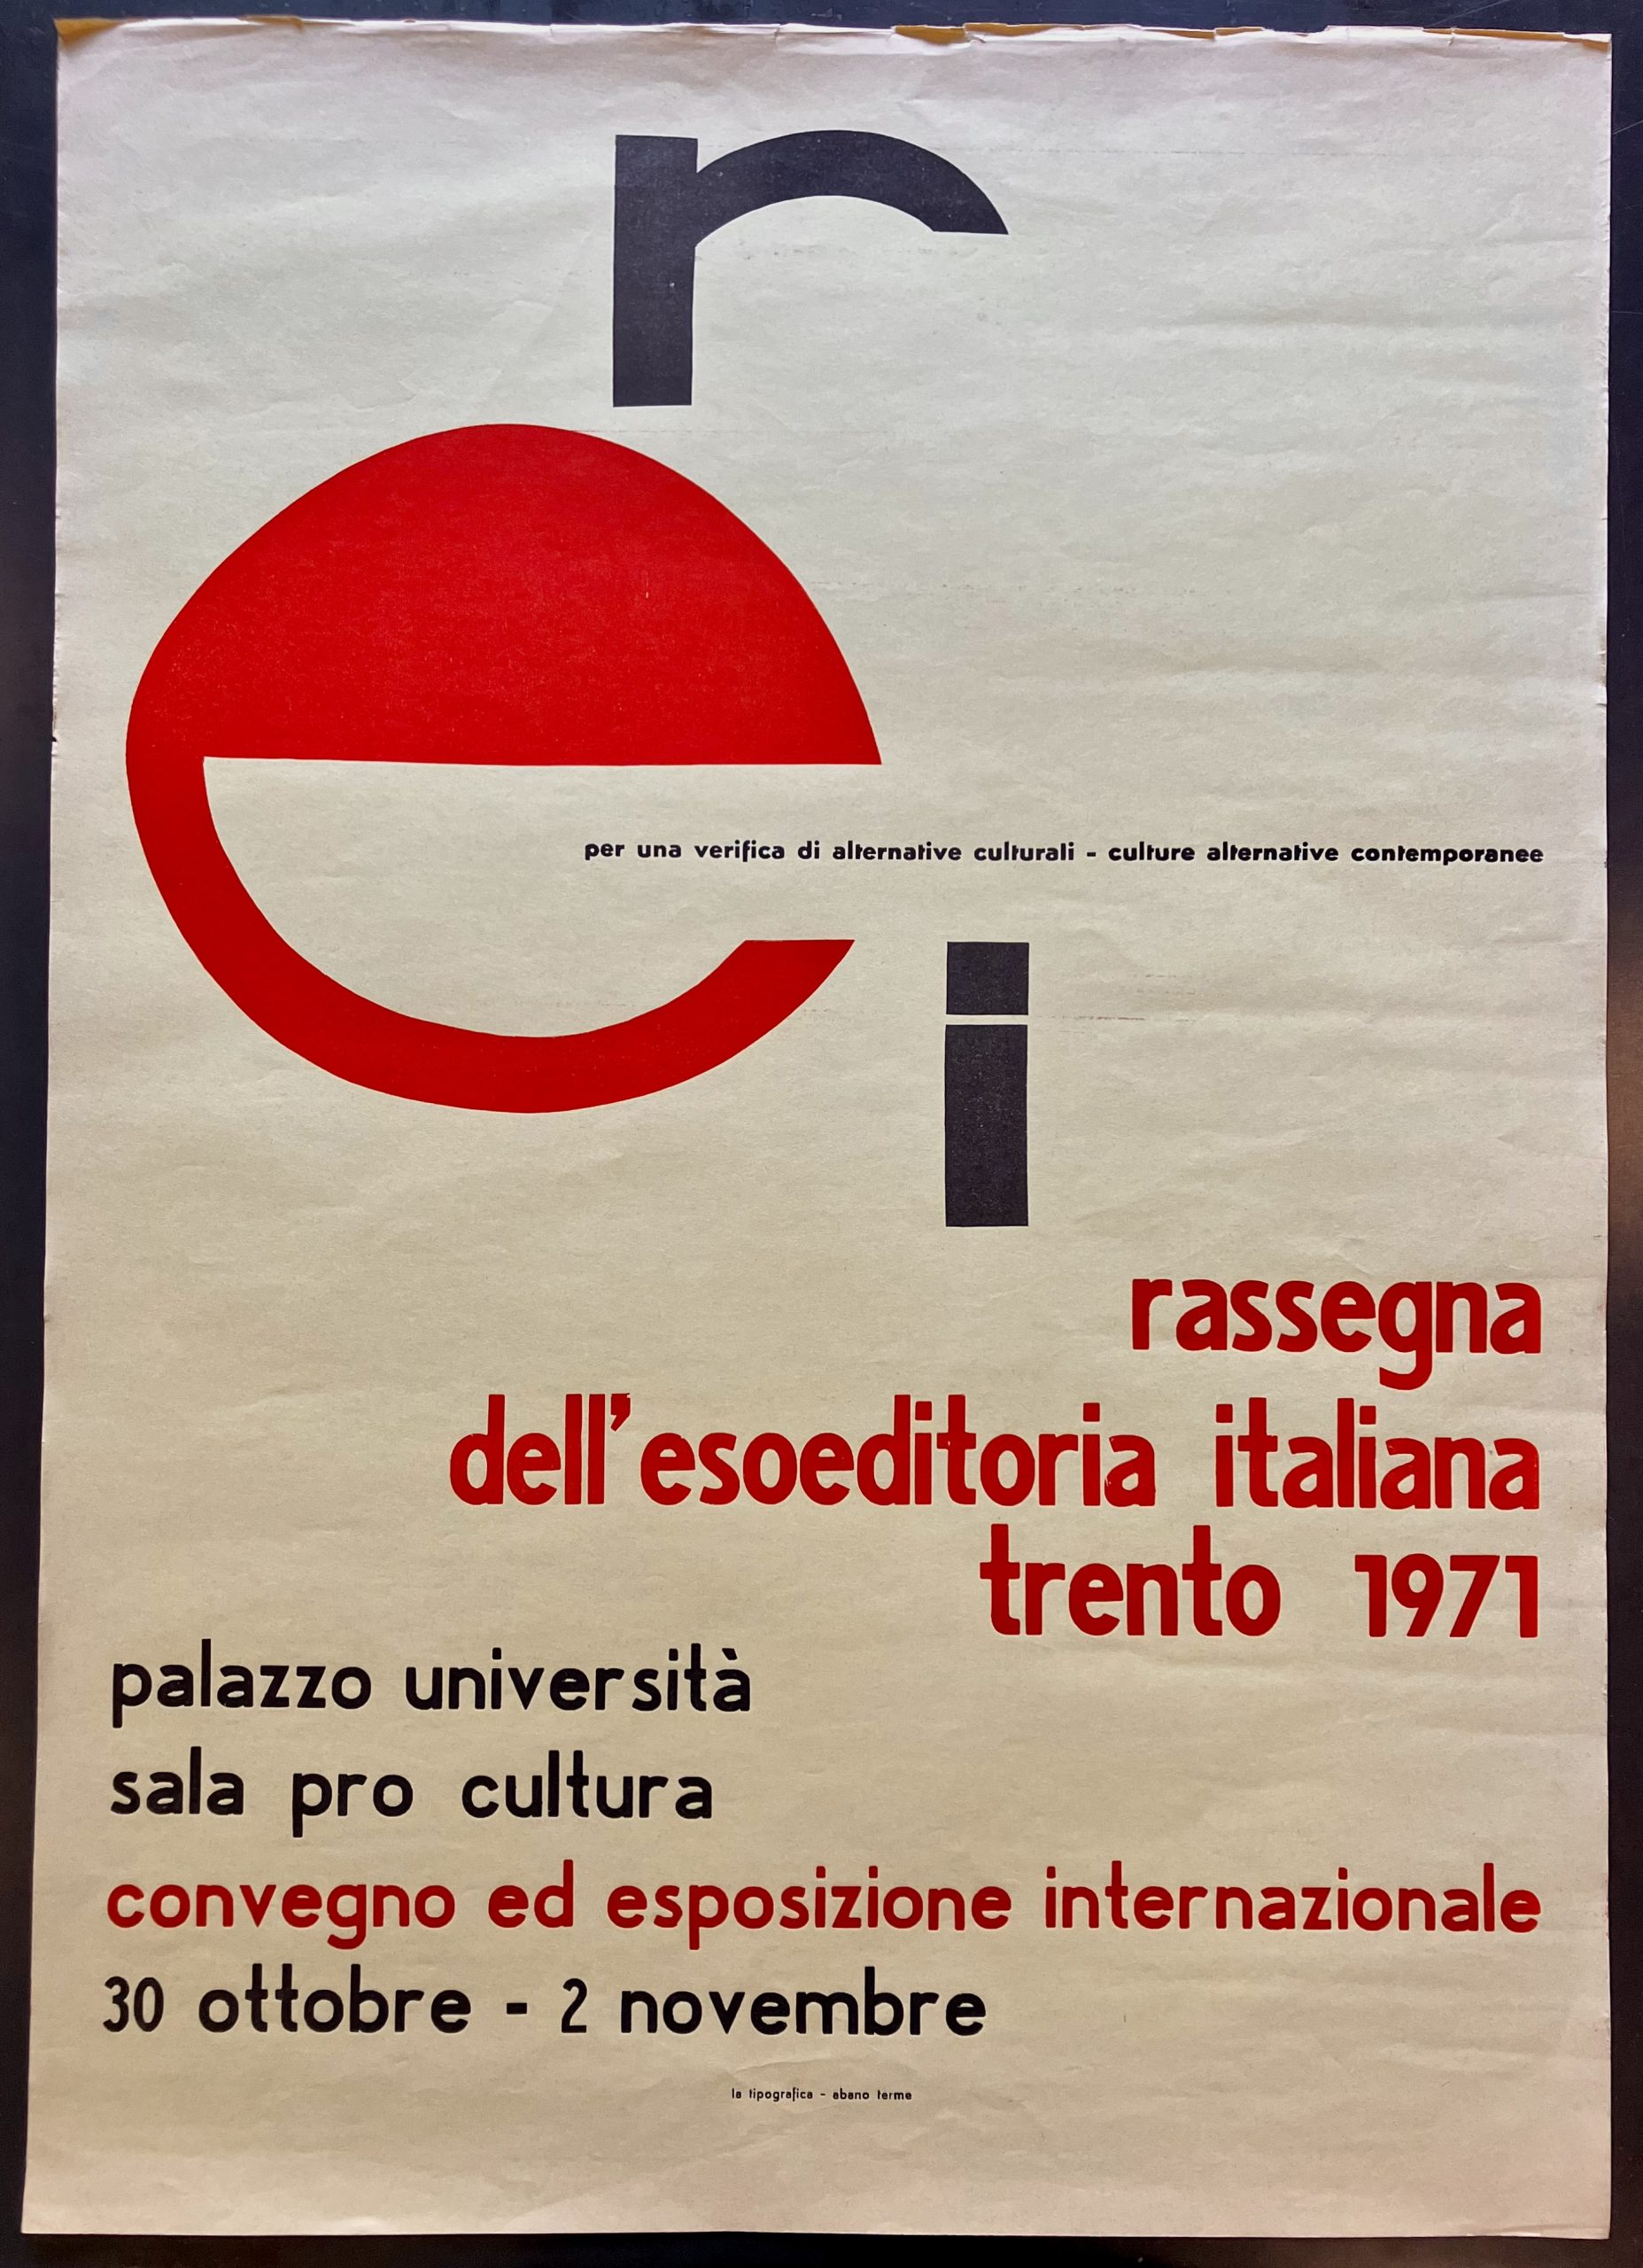 r
e
per una verifica di alternative culturali - culture alternative contemporanee
i
rassegna
dell'esoeditoria italiana
trento 1971
palazzo università
sala pro cultura
convegno ed esposizione internazionale
30 ottobre - 2 novembre
la tipografica - abano terme